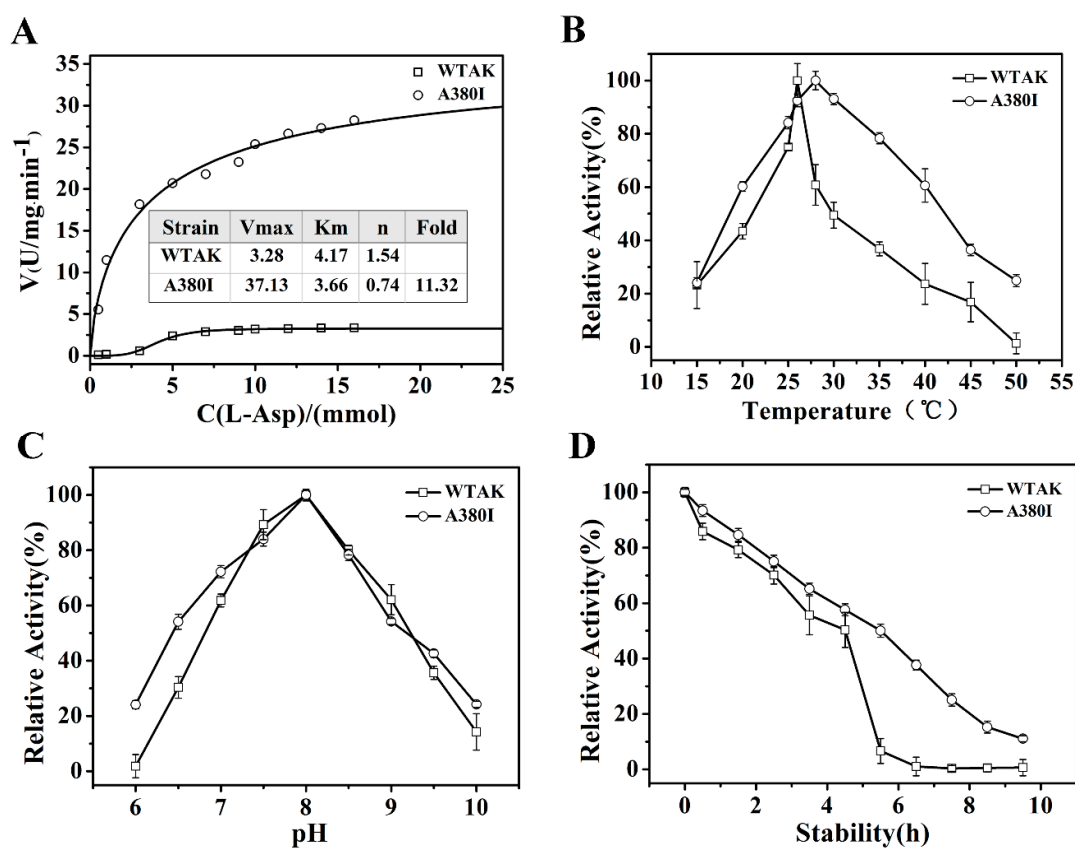 A
V(U/mg.min-1)
35
30
25
20
15
10
5
0
WTAK
A380I
Strain Vmax Km n Fold
WTAK 3.28 4.17 1.54
A380I 37.13 3.66 0.74 11.32
0 5 10 15 20 25
C(L-Asp)/(mmol)
B
Relative Activity(%)
100
80
60
40
20
0
WTAK
A380I
10 15 20 25 30 35 40 45 50 55
Temperature（℃）
C
Relative Activity(%)
100
80
60
40
20
0
WTAK
A380I
6 7 8 9 10
pH
D
Relative Activity(%)
100
80
60
40
20
0
WTAK
A380I
0 2 4 6 8 10
Stability(h)